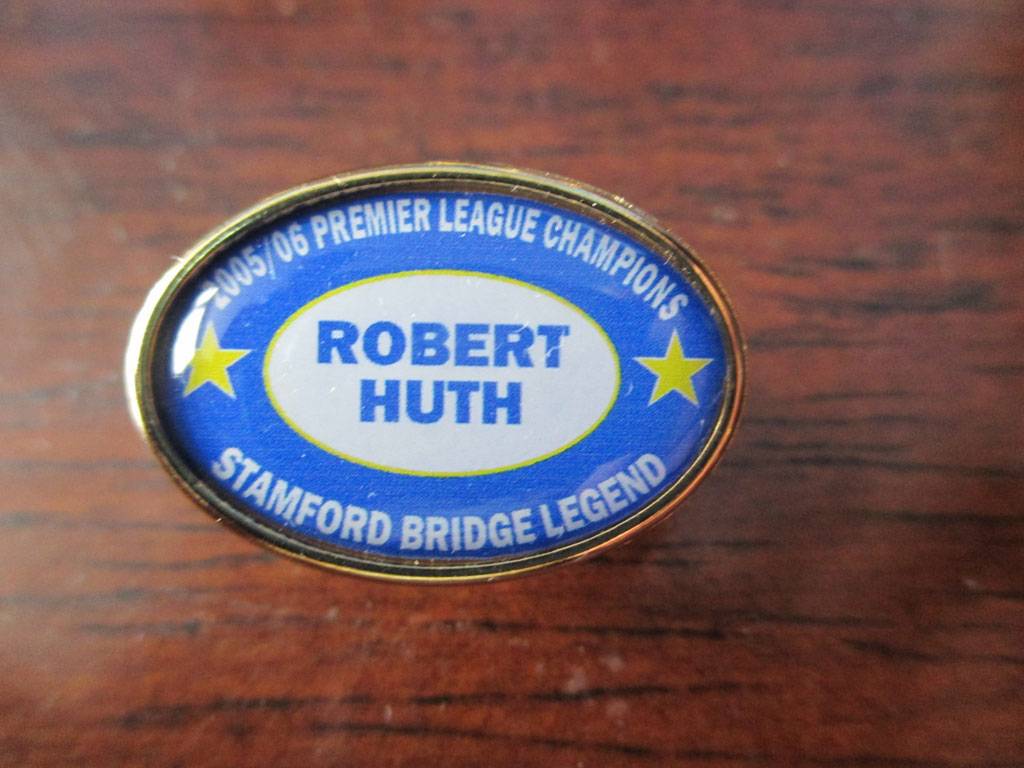 2005/06 PREMIER LEAGUE CHAMPIONS
ROBERT
HUTH
STAMFORD BRIDGE LEGEND